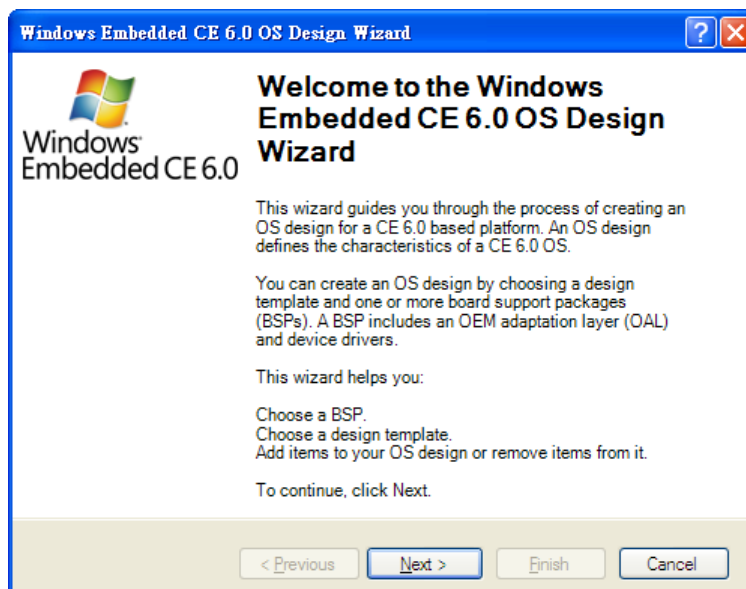 Windows Embedded CE 6.0 OS Design Wizard
Windows
Embedded CE 6.0
Welcome to the Windows
Embedded CE 6.0 OS Design
Wizard
This wizard guides you through the process of creating an
OS design for a CE 6.0 based platform. An OS design
defines the characteristics of a CE 6.0 OS.
You can create an OS design by choosing a design
template and one or more board support packages
(BSPs). A BSP includes an OEM adaptation layer (OAL)
and device drivers.
This wizard helps you:
Choose a BSP.
Choose a design template.
Add items to your OS design or remove items from it.
To continue, click Next.
< Previous
Next >
Finish
Cancel